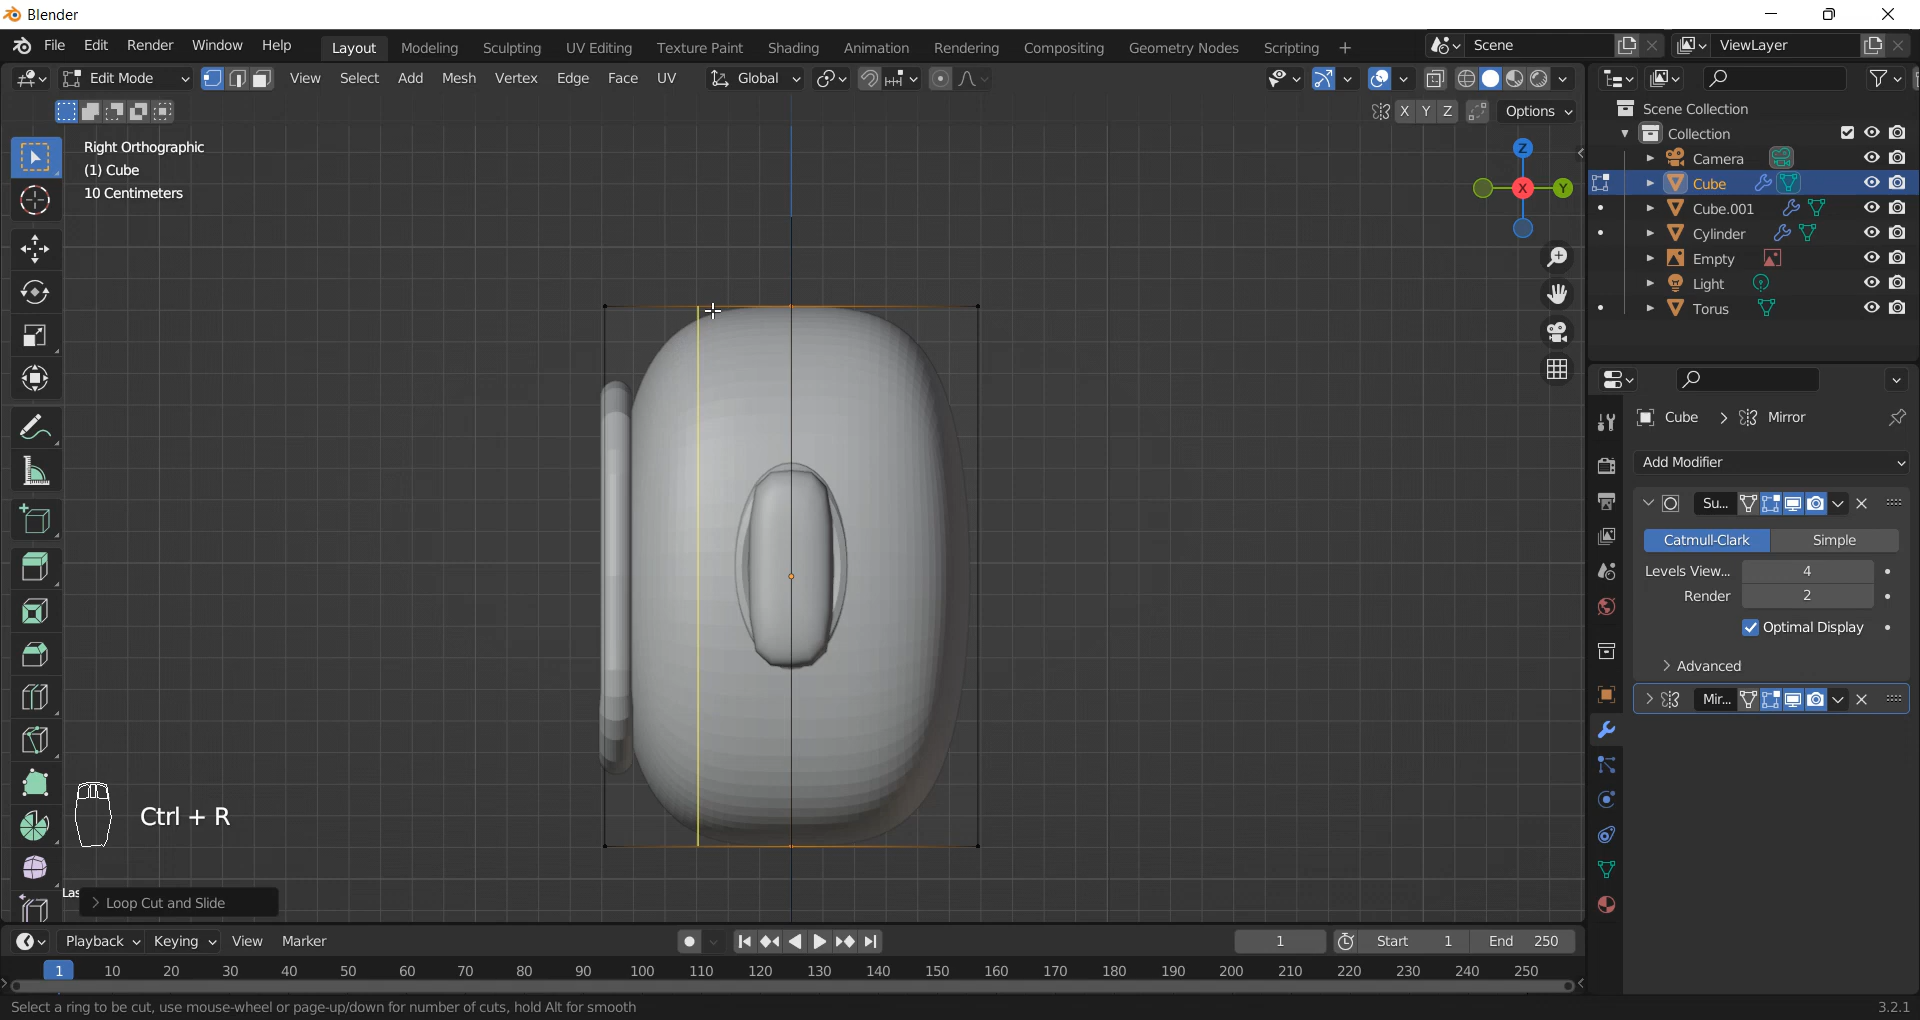 Blender
File Edit Render Window Help Layout Modeling Sculpting UV Editing Texture Paint Shading Animation Rendering Compositing Geometry Nodes Scripting + Scene ViewLayer
Edit Mode View Select Add Mesh Vertex Edge Face UV Global
X Y Z Options
Right Orthographic
(1) Cube
10 Centimeters
Z
X
Y
Scene Collection
Collection
Camera
Cube
Cube.001
Cylinder
Empty
Light
Torus
Cube > Mirror
Add Modifier
Su...
Catmull-Clark Simple
Levels View... 4
Render 2
Optimal Display
Advanced
Mir...
Ctrl + R
Las
> Loop Cut and Slide
Playback Keying View Marker 1 Start 1 End 250
1 10 20 30 40 50 60 70 80 90 100 110 120 130 140 150 160 170 180 190 200 210 220 230 240 250
Select a ring to be cut, use mouse-wheel or page-up/down for number of cuts, hold Alt for smooth 3.2.1